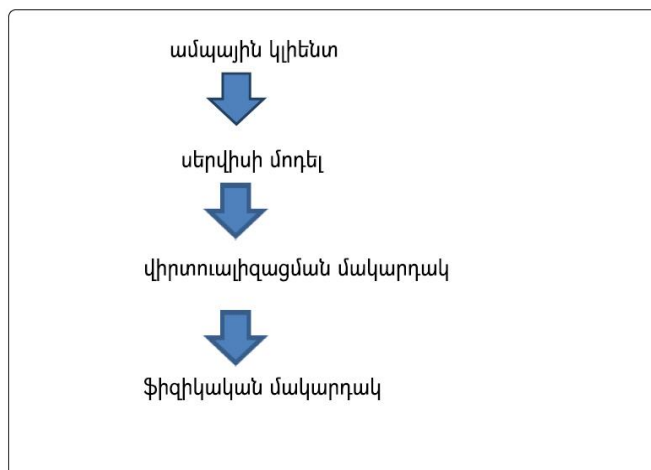 ամպային կլիենտ
սերվիսի մոդել
վիրտուալիզացման մակարդակ
ֆիզիկական մակարդակ